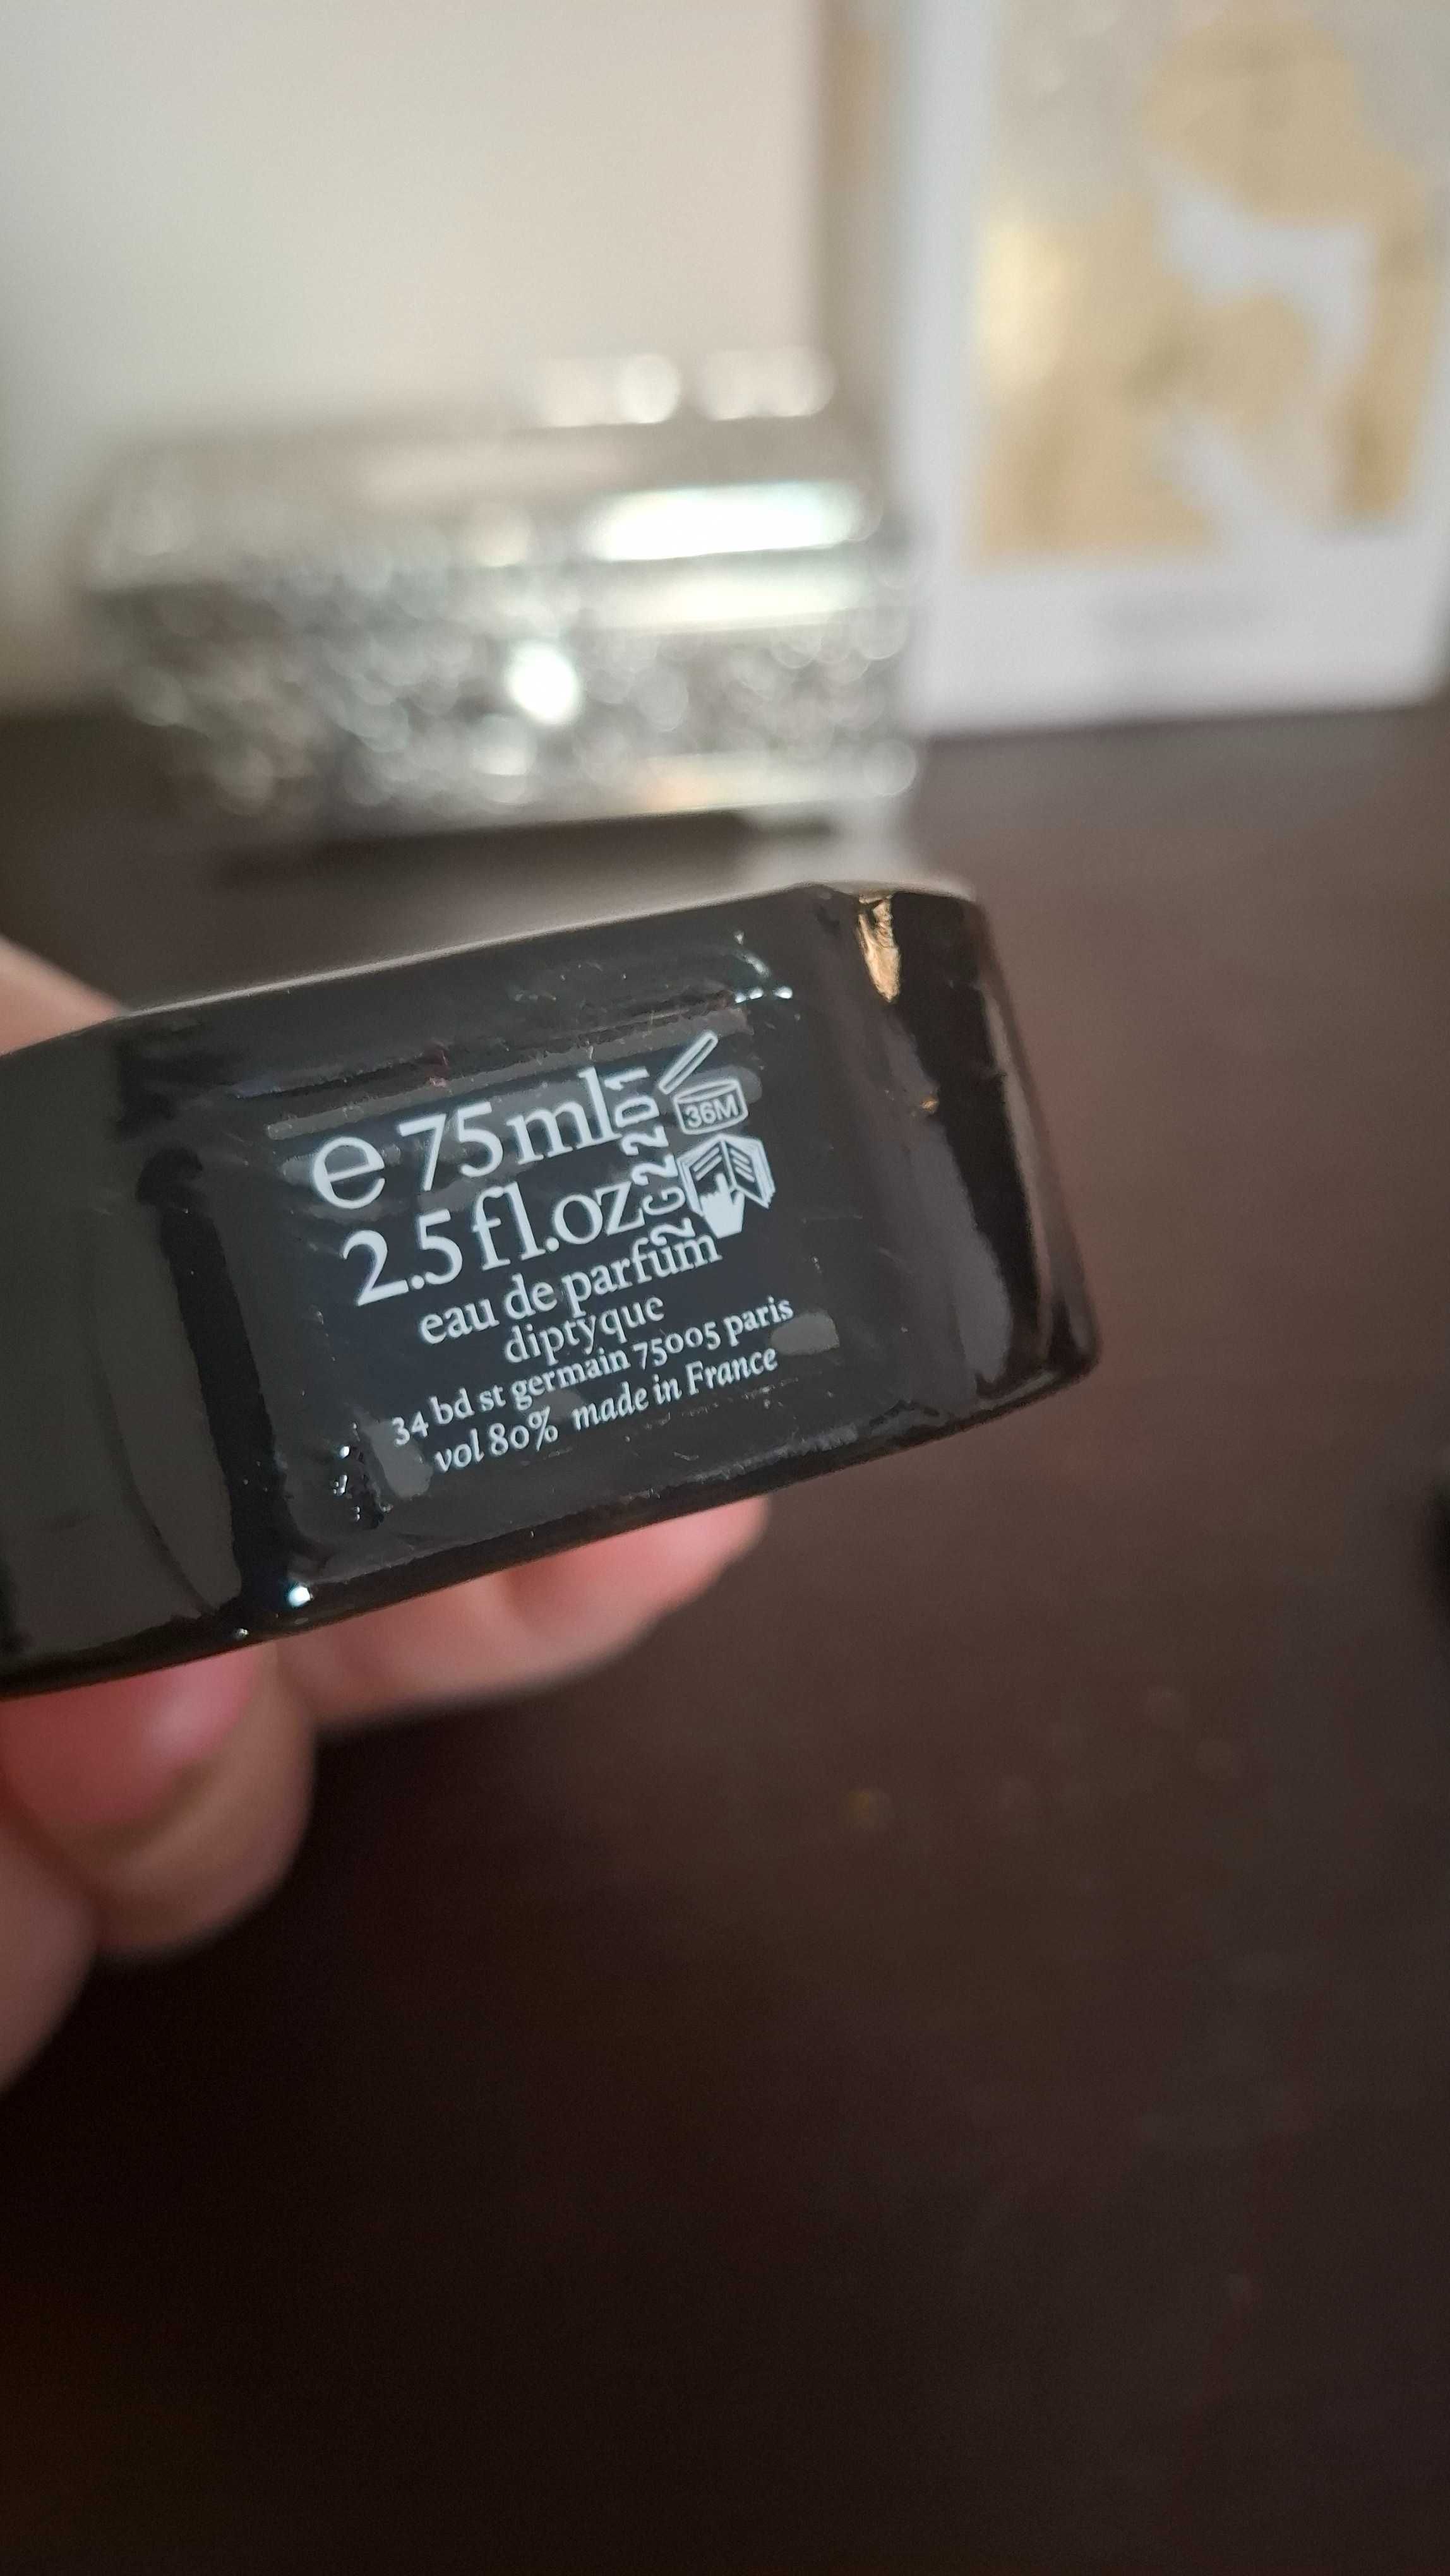 e 75ml
2.5 fl.oz
eau de parfum
diptyque
34 bd st germain 75005 paris
vol 80% made in France
2G22D1
36M